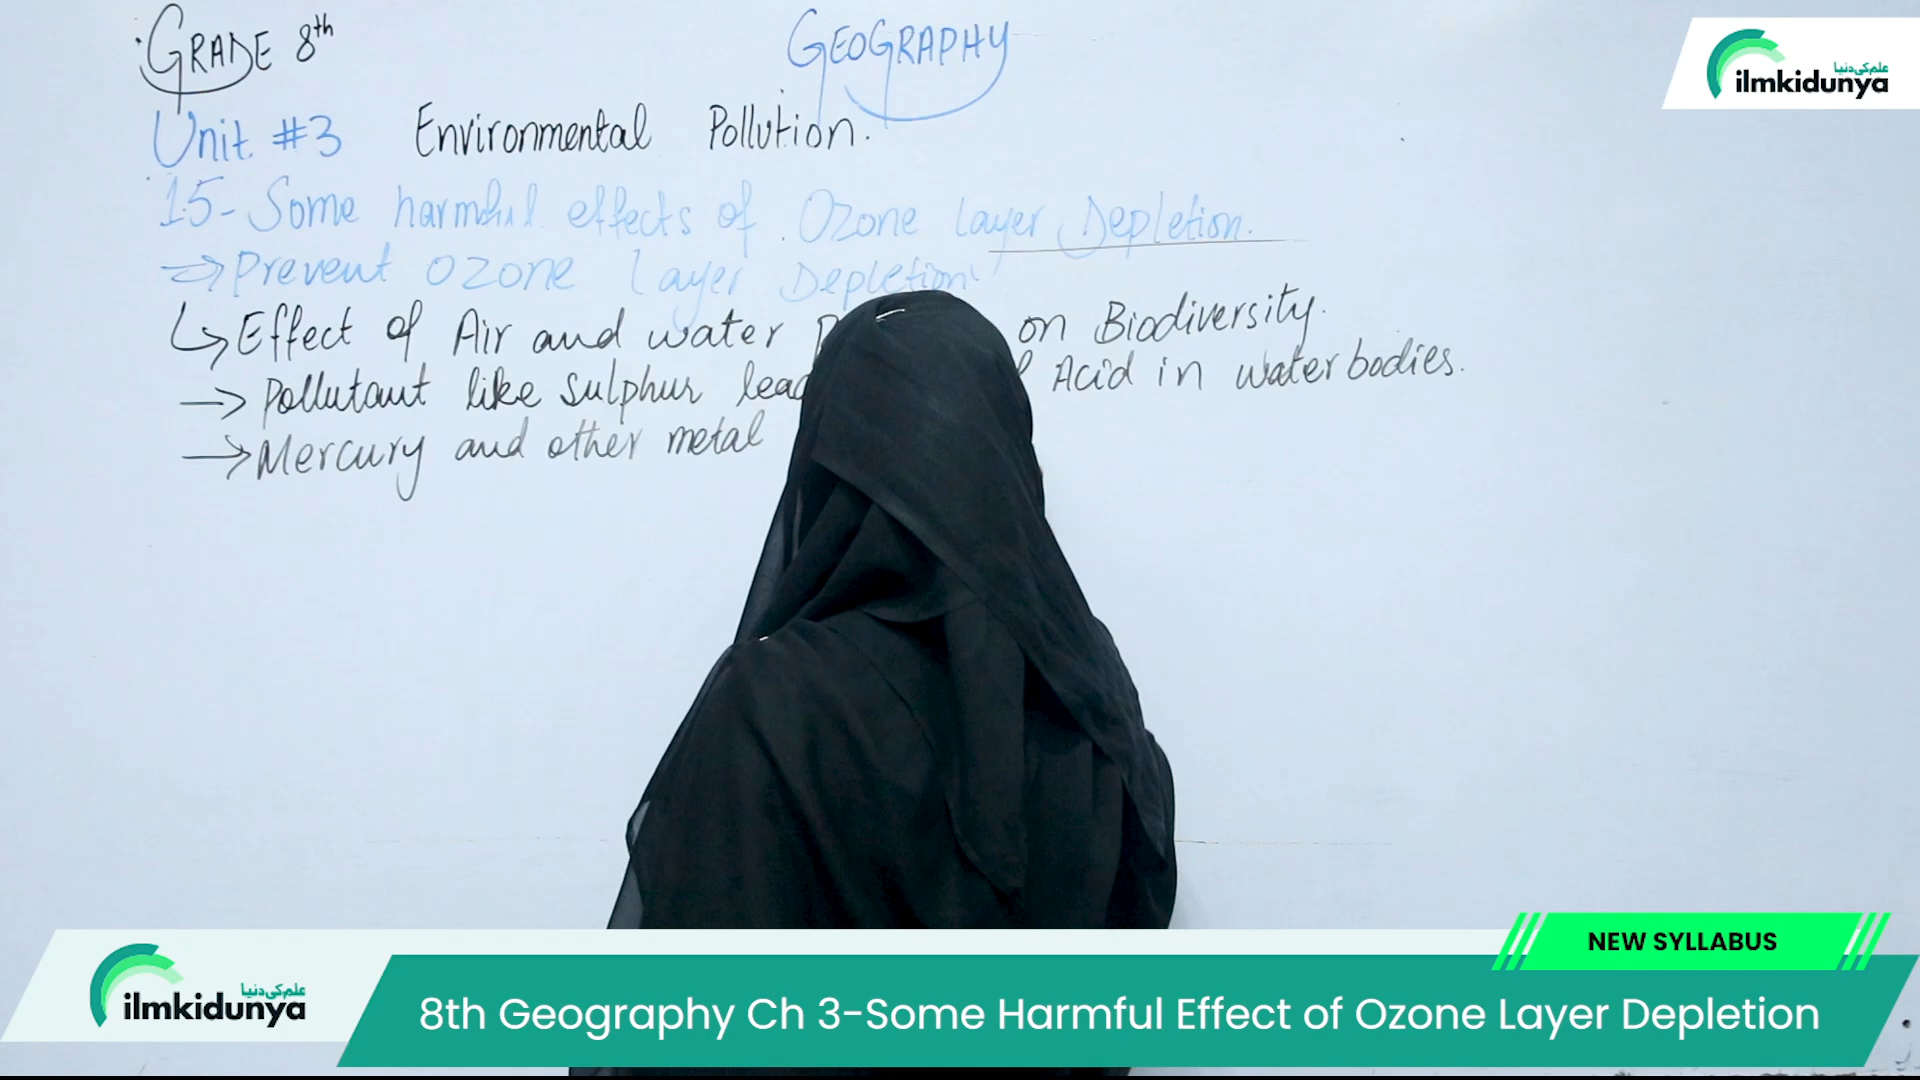 GRADE 8th
GEOGRAPHY
علم کی دنیا
ilmkidunya
Unit #3 Environmental Pollution.
15- Some harmful effects of Ozone Layer Depletion.
⇒ Prevent Ozone Layer Depletion
↳ Effect of Air and water on Biodiversity.
→ Pollutant like Sulphur Acid in water bodies.
→ Mercury and other metal
NEW SYLLABUS
علم کی دنیا
ilmkidunya
8th Geography Ch 3-Some Harmful Effect of Ozone Layer Depletion